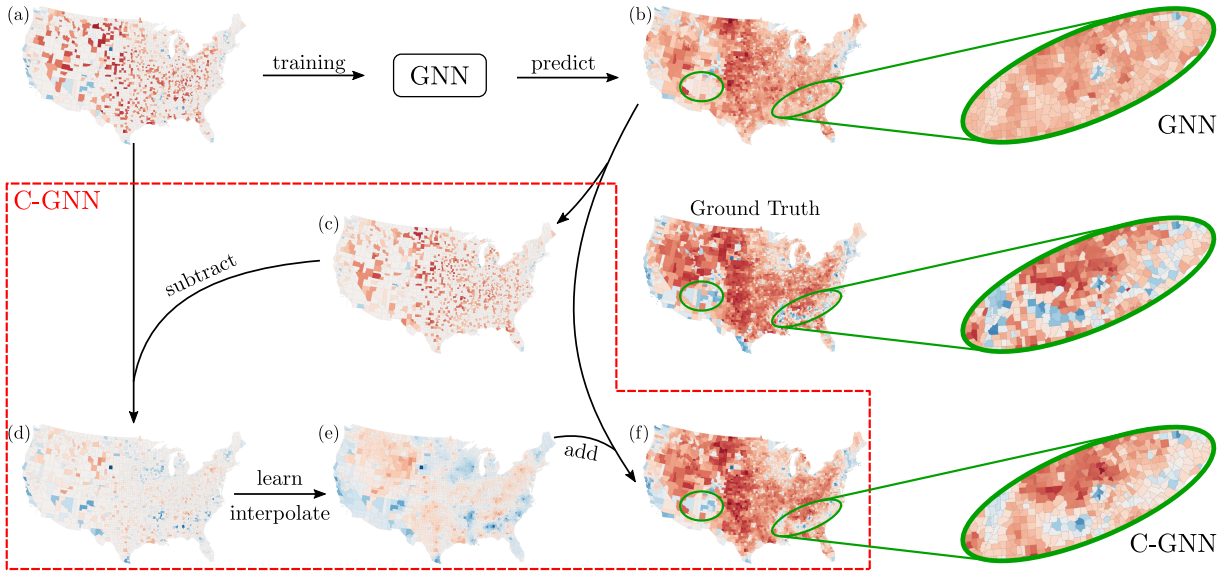 (a)
training
GNN
predict
(b)
GNN
C-GNN
(c)
Ground Truth
subtract
(d)
learn
interpolate
(e)
add
(f)
C-GNN